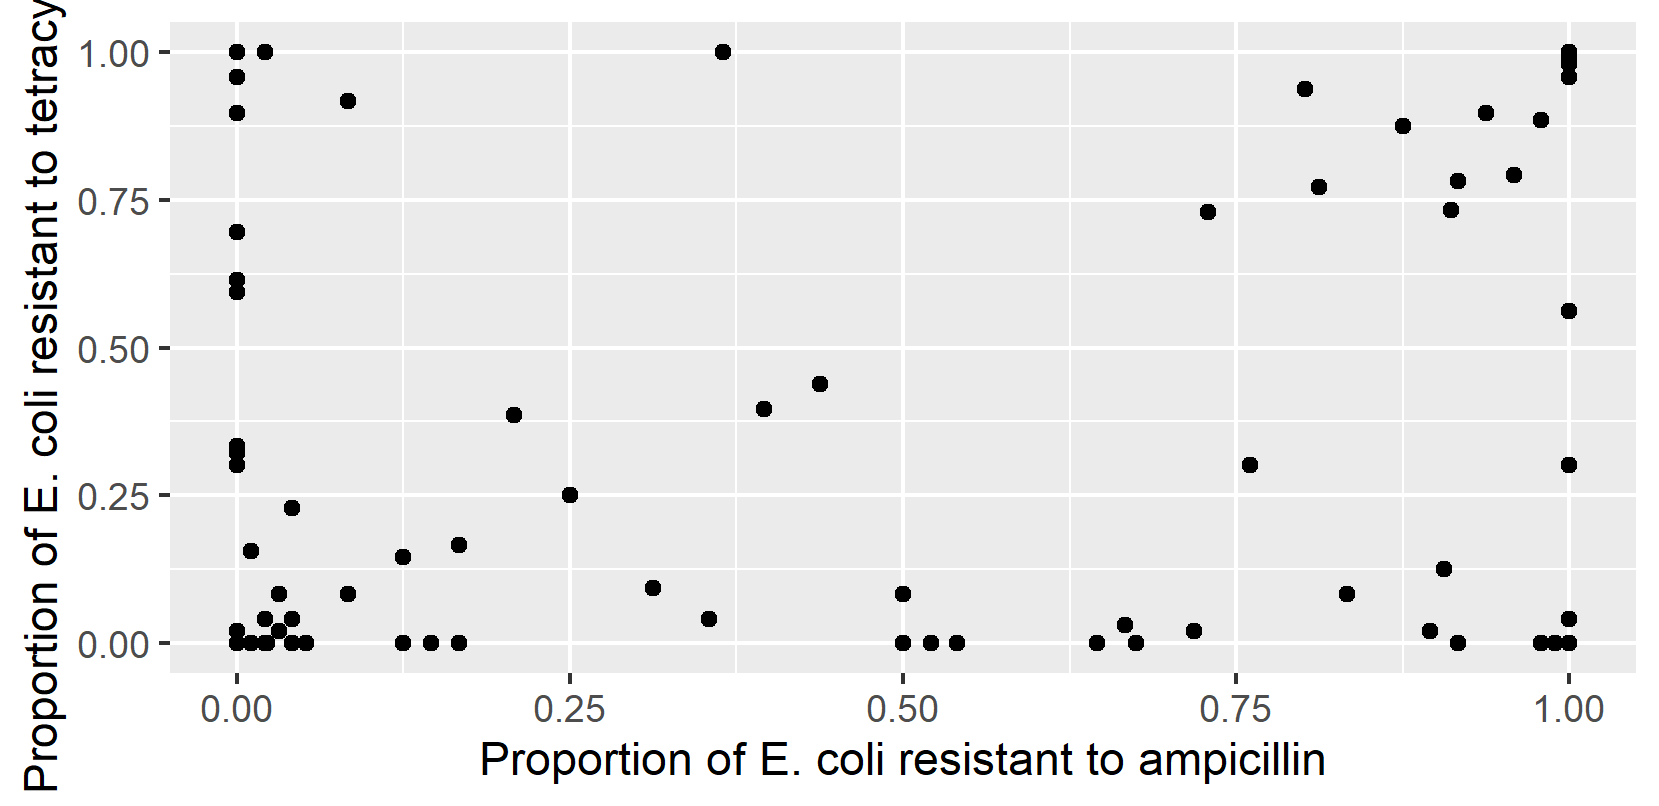 Proportion of E. coli resistant to tetracy
1.00
0.75
0.50
0.25
0.00
0.00 0.25 0.50 0.75 1.00
Proportion of E. coli resistant to ampicillin